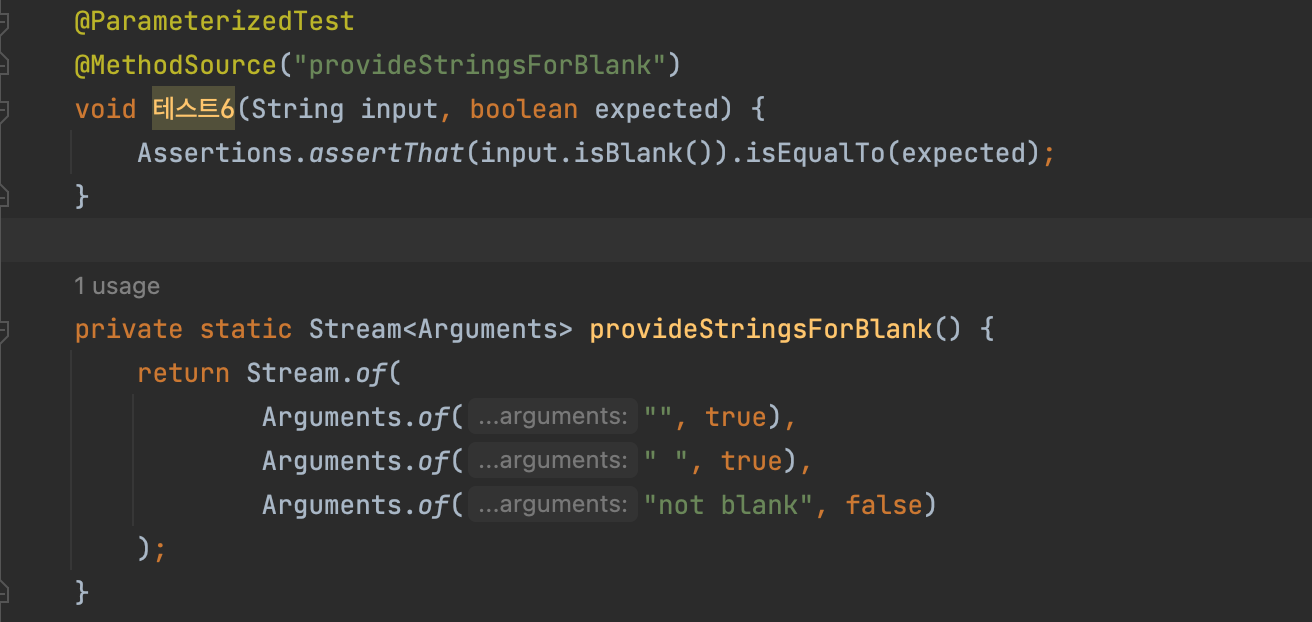 @ParameterizedTest
@MethodSource("provideStringsForBlank")
void 테스트6(String input, boolean expected) {
Assertions.assertThat(input.isBlank()).isEqualTo(expected);
}
1 usage
private static Stream<Arguments> provideStringsForBlank() {
return Stream.of(
Arguments.of( ...arguments: "", true),
Arguments.of( ...arguments: " ", true),
Arguments.of( ...arguments: "not blank", false)
);
}